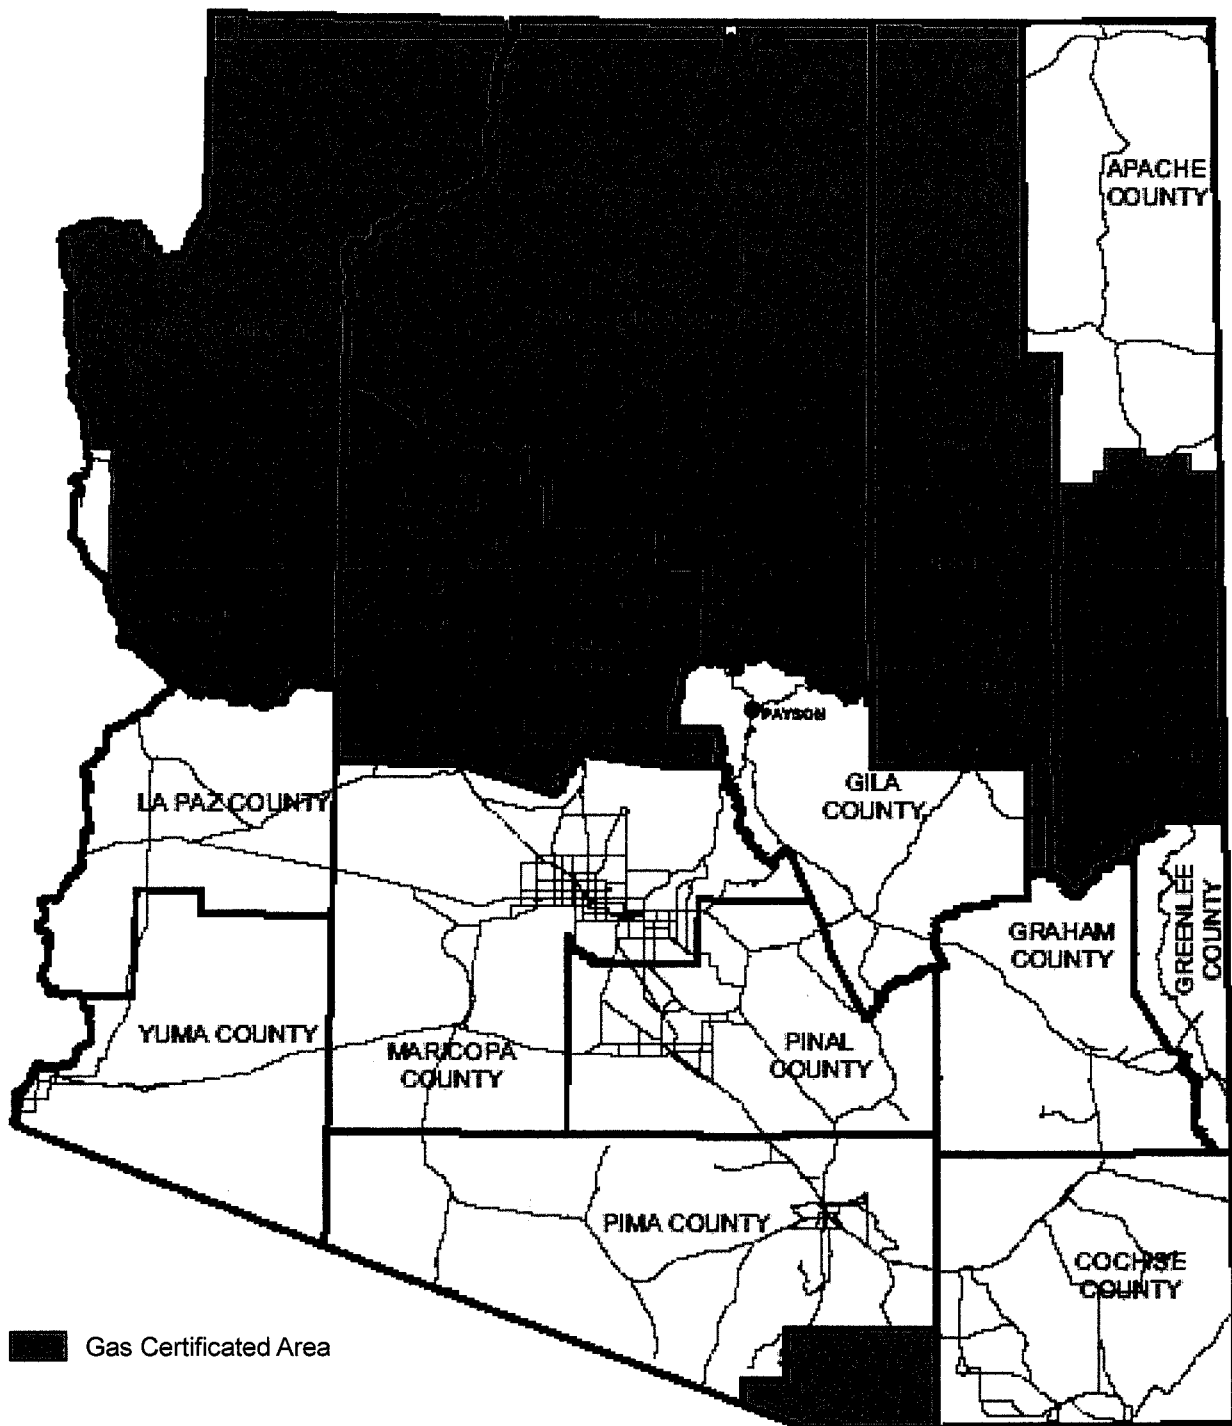 APACHE
COUNTY
PAYSON
LA PAZ COUNTY
GILA
COUNTY
GRAHAM
COUNTY
GREENLEE
COUNTY
YUMA COUNTY
MARICOPA
COUNTY
PINAL
COUNTY
PIMA COUNTY
COCHISE
COUNTY
Gas Certificated Area